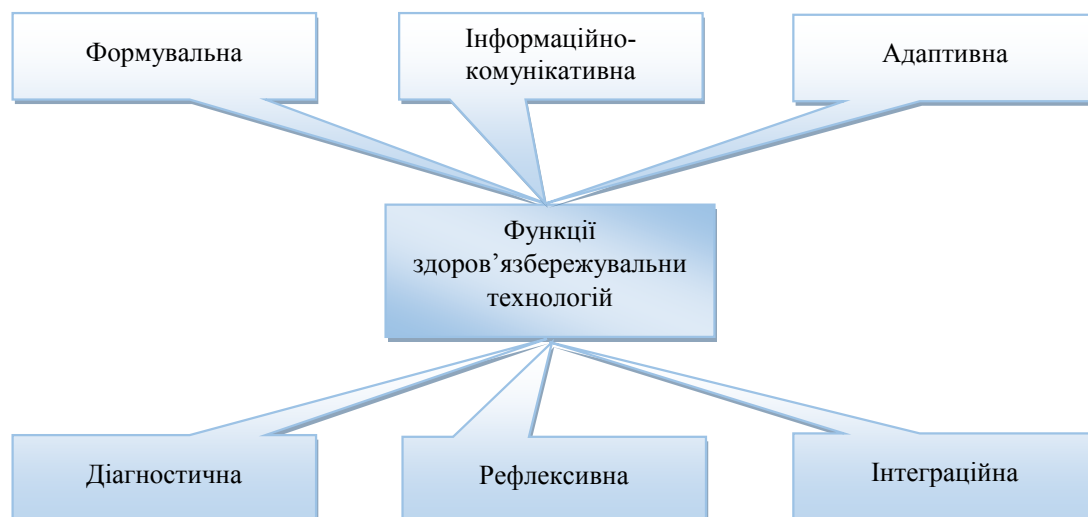 Формувальна
Інформаційно-
комунікативна
Адаптивна
Функції
здоров’язбережувальни
технологій
Діагностична
Рефлексивна
Інтеграційна